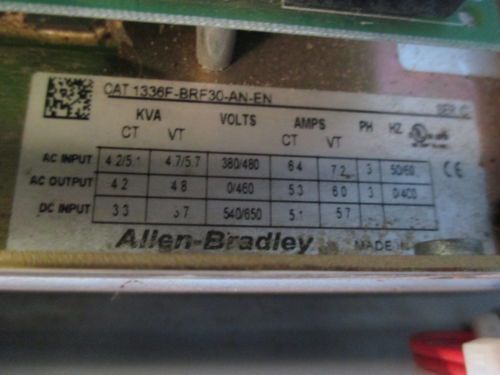 CAT 1336F-BRF30-AN-EN SER C
KVA VOLTS AMPS PH HZ
CT VT CT VT
AC INPUT 4.2/5.1 4.7/5.7 380/480 6.4 7.2 3 50/60
AC OUTPUT 4.2 4.8 0/460 5.3 6.0 3 0/400
DC INPUT 3.3 3.7 540/650 5.1 5.7
Allen-Bradley MADE